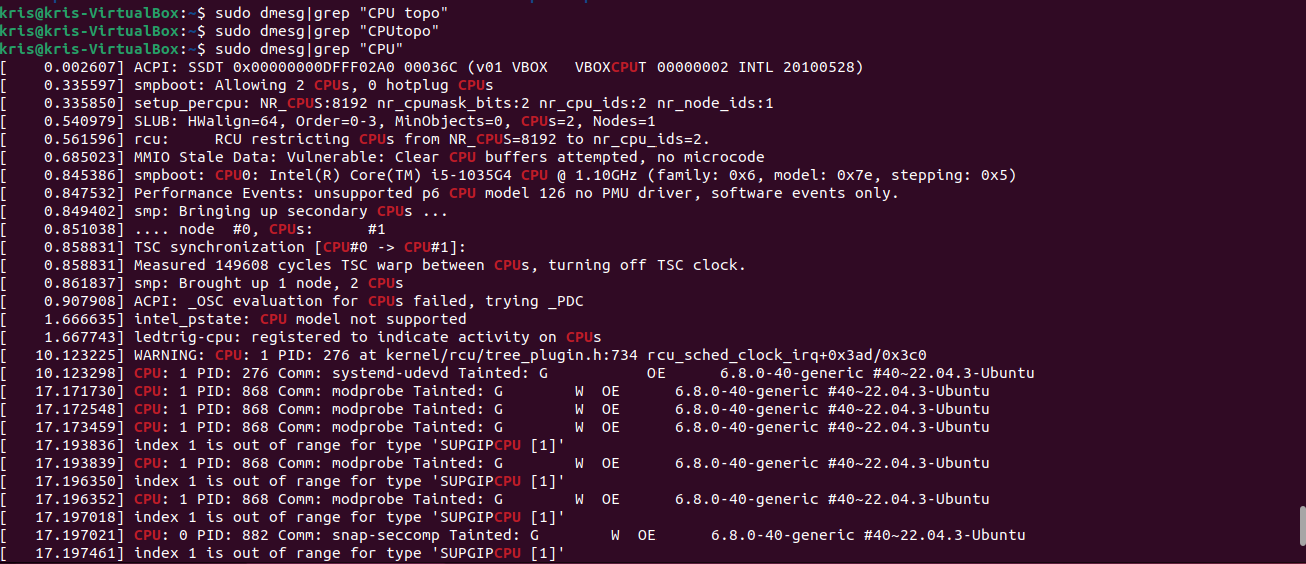 kris@kris-VirtualBox:~$ sudo dmesg|grep "CPU topo"
kris@kris-VirtualBox:~$ sudo dmesg|grep "CPUtopo"
kris@kris-VirtualBox:~$ sudo dmesg|grep "CPU"
[    0.002607] ACPI: SSDT 0x00000000DFFF02A0 00036C (v01 VBOX   VBOXCPUT 00000002 INTL 20100528)
[    0.335597] smpboot: Allowing 2 CPUs, 0 hotplug CPUs
[    0.335850] setup_percpu: NR_CPUS:8192 nr_cpumask_bits:2 nr_cpu_ids:2 nr_node_ids:1
[    0.540979] SLUB: HWalign=64, Order=0-3, MinObjects=0, CPUs=2, Nodes=1
[    0.561596] rcu:     RCU restricting CPUs from NR_CPUS=8192 to nr_cpu_ids=2.
[    0.685023] MMIO Stale Data: Vulnerable: Clear CPU buffers attempted, no microcode
[    0.845386] smpboot: CPU0: Intel(R) Core(TM) i5-1035G4 CPU @ 1.10GHz (family: 0x6, model: 0x7e, stepping: 0x5)
[    0.847532] Performance Events: unsupported p6 CPU model 126 no PMU driver, software events only.
[    0.849402] smp: Bringing up secondary CPUs ...
[    0.851038] .... node  #0, CPUs:      #1
[    0.858831] TSC synchronization [CPU#0 -> CPU#1]:
[    0.858831] Measured 149608 cycles TSC warp between CPUs, turning off TSC clock.
[    0.861837] smp: Brought up 1 node, 2 CPUs
[    0.907908] ACPI: _OSC evaluation for CPUs failed, trying _PDC
[    1.666635] intel_pstate: CPU model not supported
[    1.667743] ledtrig-cpu: registered to indicate activity on CPUs
[   10.123225] WARNING: CPU: 1 PID: 276 at kernel/rcu/tree_plugin.h:734 rcu_sched_clock_irq+0x3ad/0x3c0
[   10.123298] CPU: 1 PID: 276 Comm: systemd-udevd Tainted: G           OE      6.8.0-40-generic #40~22.04.3-Ubuntu
[   17.171730] CPU: 1 PID: 868 Comm: modprobe Tainted: G        W  OE      6.8.0-40-generic #40~22.04.3-Ubuntu
[   17.172548] CPU: 1 PID: 868 Comm: modprobe Tainted: G        W  OE      6.8.0-40-generic #40~22.04.3-Ubuntu
[   17.173459] CPU: 1 PID: 868 Comm: modprobe Tainted: G        W  OE      6.8.0-40-generic #40~22.04.3-Ubuntu
[   17.193836] index 1 is out of range for type 'SUPGIPCPU [1]'
[   17.193839] CPU: 1 PID: 868 Comm: modprobe Tainted: G        W  OE      6.8.0-40-generic #40~22.04.3-Ubuntu
[   17.196350] index 1 is out of range for type 'SUPGIPCPU [1]'
[   17.196352] CPU: 1 PID: 868 Comm: modprobe Tainted: G        W  OE      6.8.0-40-generic #40~22.04.3-Ubuntu
[   17.197018] index 1 is out of range for type 'SUPGIPCPU [1]'
[   17.197021] CPU: 0 PID: 882 Comm: snap-seccomp Tainted: G        W  OE      6.8.0-40-generic #40~22.04.3-Ubuntu
[   17.197461] index 1 is out of range for type 'SUPGIPCPU [1]'